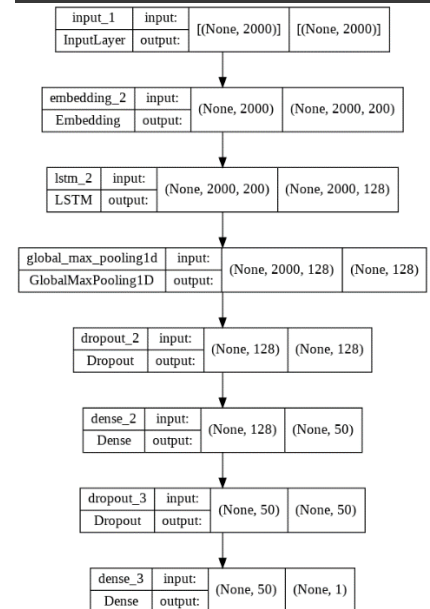 input_1 input: [(None, 2000)] [(None, 2000)]
InputLayer output:
embedding_2 input: (None, 2000) (None, 2000, 200)
Embedding output:
lstm_2 input: (None, 2000, 200) (None, 2000, 128)
LSTM output:
global_max_pooling1d input: (None, 2000, 128) (None, 128)
GlobalMaxPooling1D output:
dropout_2 input: (None, 128) (None, 128)
Dropout output:
dense_2 input: (None, 128) (None, 50)
Dense output:
dropout_3 input: (None, 50) (None, 50)
Dropout output:
dense_3 input: (None, 50) (None, 1)
Dense output: